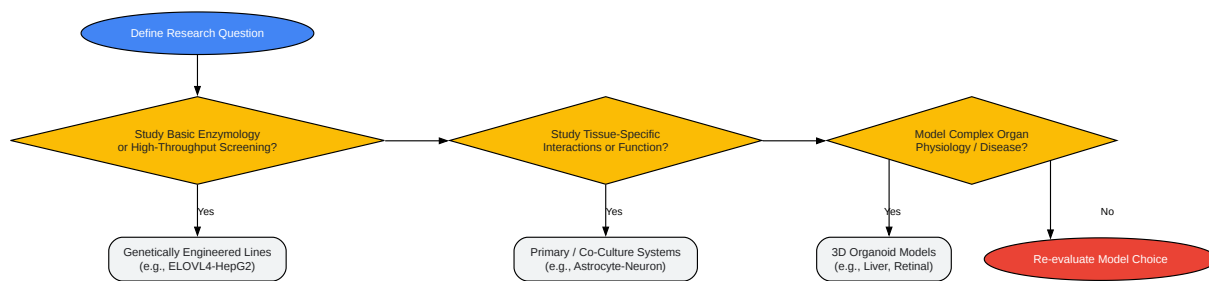 Define Research Question
Study Basic Enzymology
or High-Throughput Screening?
Study Tissue-Specific
Interactions or Function?
Model Complex Organ
Physiology / Disease?
Yes
Yes
Yes
No
Genetically Engineered Lines
(e.g., ELOVL4-HepG2)
Primary / Co-Culture Systems
(e.g., Astrocyte-Neuron)
3D Organoid Models
(e.g., Liver, Retinal)
Re-evaluate Model Choice